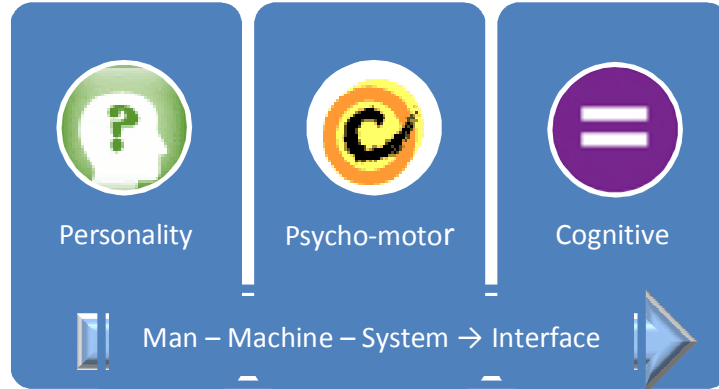 ?
Personality
Psycho-motor
Cognitive
Man – Machine – System → Interface